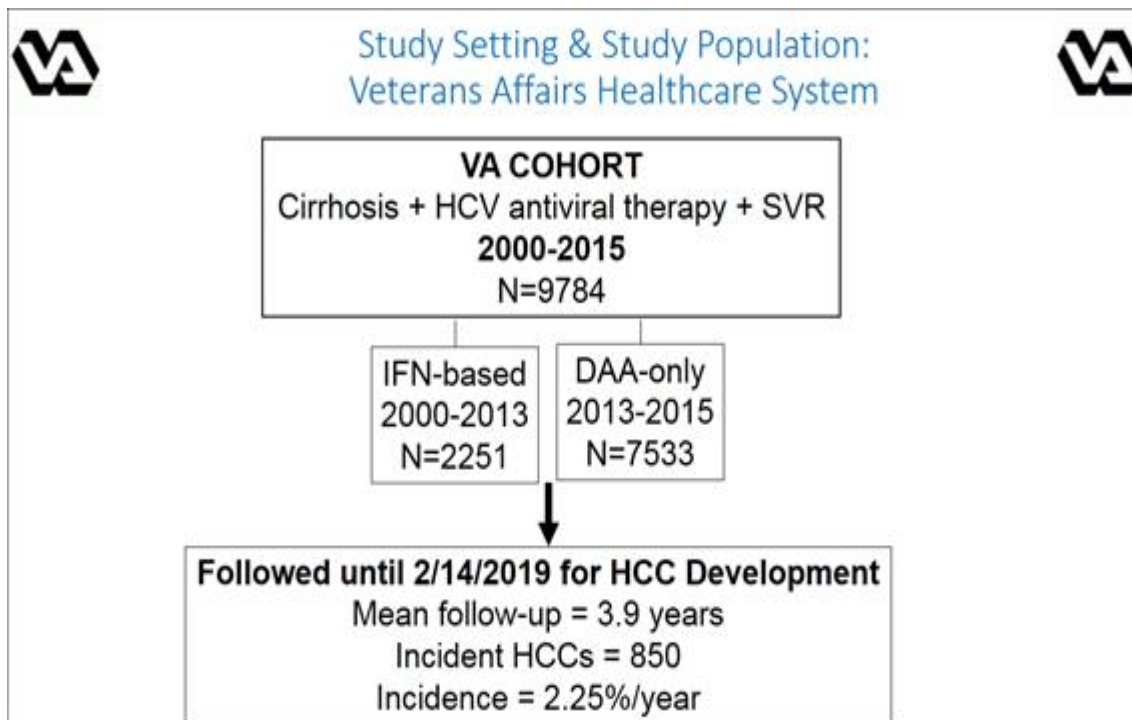 Study Setting & Study Population:
Veterans Affairs Healthcare System
VA COHORT
Cirrhosis + HCV antiviral therapy + SVR
2000-2015
N=9784
IFN-based
2000-2013
N=2251
DAA-only
2013-2015
N=7533
Followed until 2/14/2019 for HCC Development
Mean follow-up = 3.9 years
Incident HCCs = 850
Incidence = 2.25%/year